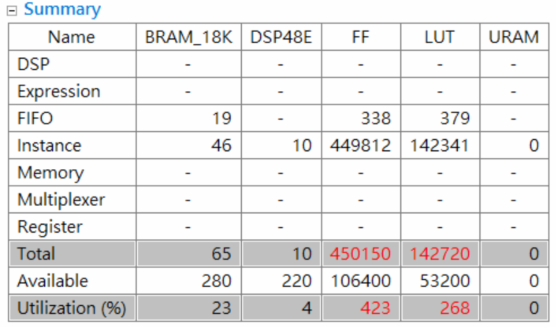 Summary
Name BRAM_18K DSP48E FF LUT URAM
DSP - - - - -
Expression - - - - -
FIFO 19 - 338 379 -
Instance 46 10 449812 142341 0
Memory - - - - -
Multiplexer - - - - -
Register - - - - -
Total 65 10 450150 142720 0
Available 280 220 106400 53200 0
Utilization (%) 23 4 423 268 0